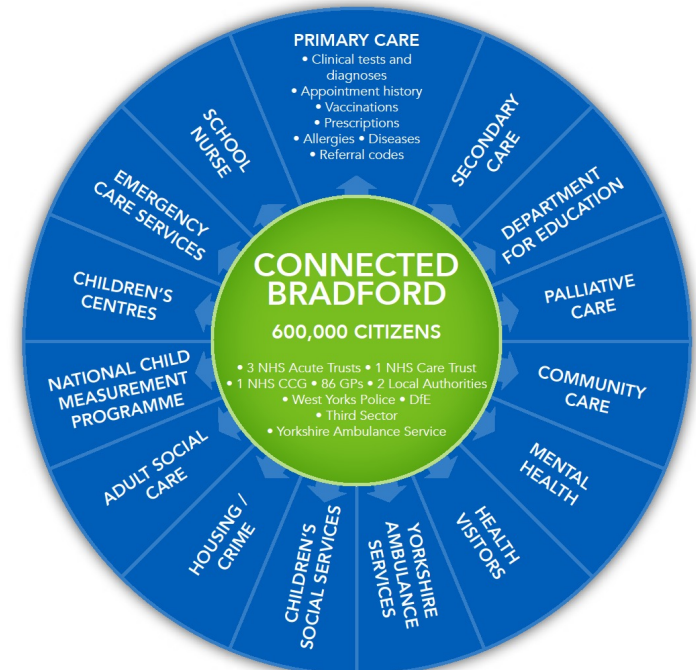 PRIMARY CARE
• Clinical tests and
diagnoses
• Appointment history
• Vaccinations
• Prescriptions
• Allergies • Diseases
• Referral codes
SECONDARY
CARE
DEPARTMENT
FOR EDUCATION
PALLIATIVE
CARE
COMMUNITY
CARE
MENTAL
HEALTH
HEALTH
VISITORS
YORKSHIRE
AMBULANCE
SERVICES
CHILDREN'S
SOCIAL SERVICES
HOUSING /
CRIME
ADULT SOCIAL
CARE
NATIONAL CHILD
MEASUREMENT
PROGRAMME
CHILDREN'S
CENTRES
EMERGENCY
CARE SERVICES
SCHOOL
NURSE
CONNECTED
BRADFORD
600,000 CITIZENS
• 3 NHS Acute Trusts • 1 NHS Care Trust
• 1 NHS CCG • 86 GPs • 2 Local Authorities
• West Yorks Police • DfE
• Third Sector
• Yorkshire Ambulance Service